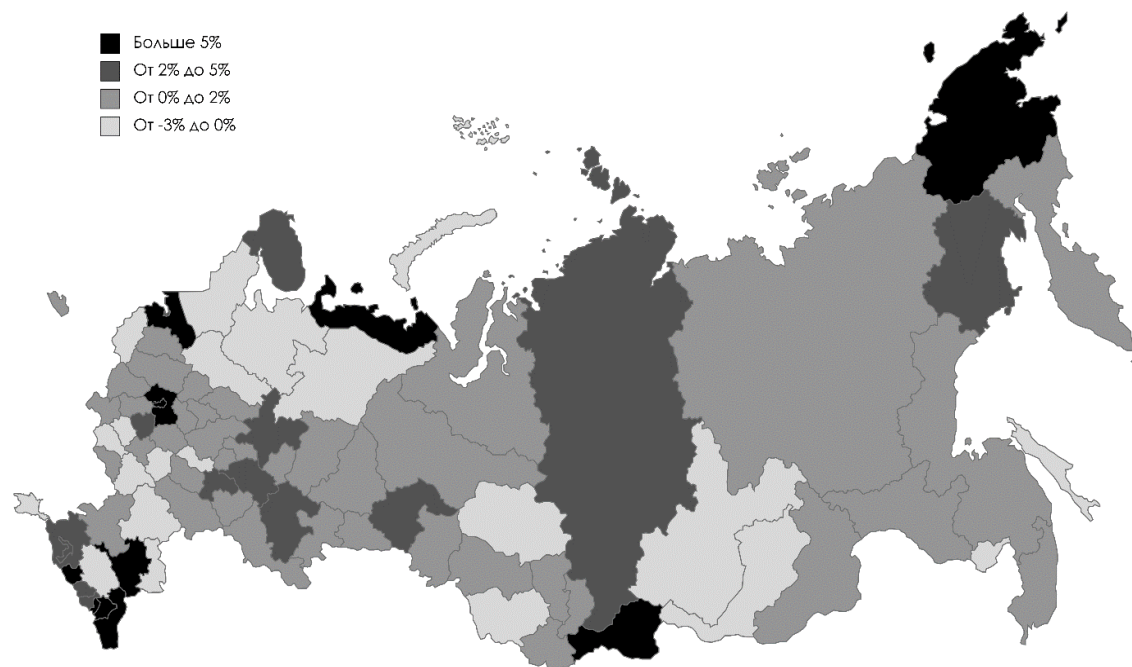 Больше 5%
От 2% до 5%
От 0% до 2%
От -3% до 0%